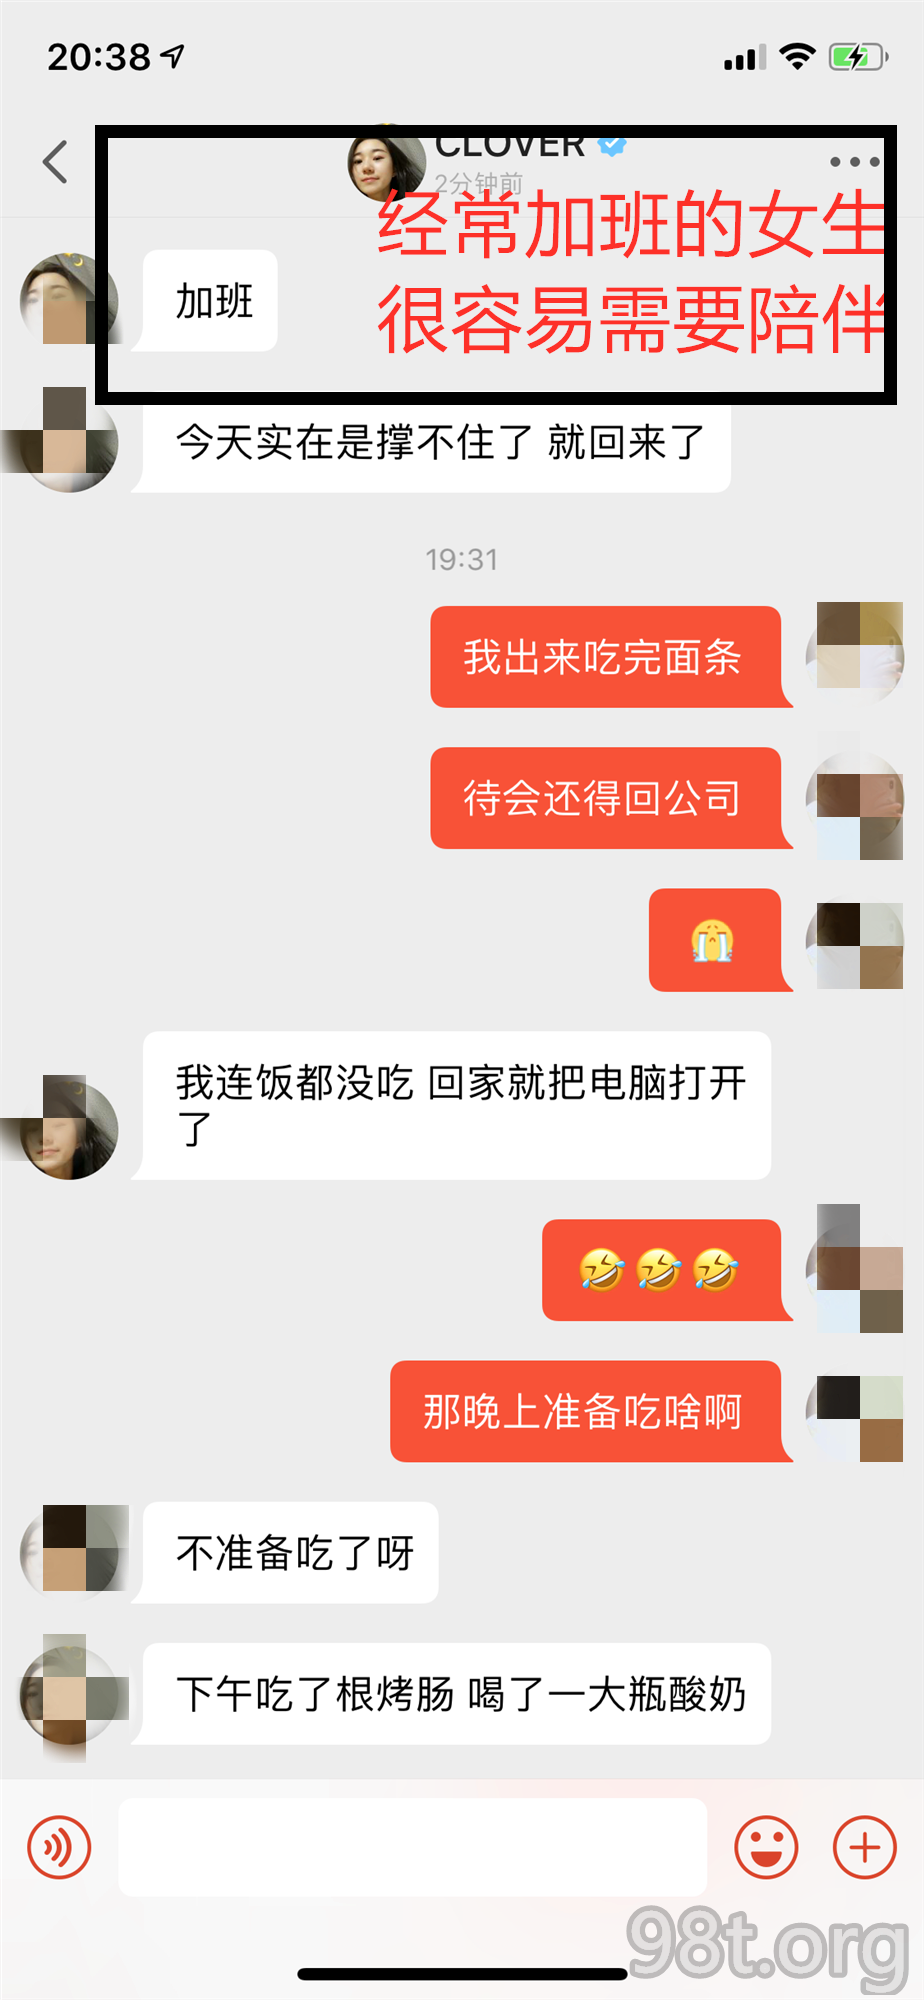 20:38
CLOVER
2分钟前
经常加班的女生
很容易需要陪伴
加班
今天实在是撑不住了 就回来了
19:31
我出来吃完面条
待会还得回公司
我连饭都没吃 回家就把电脑打开
了
那晚上准备吃啥啊
不准备吃了呀
下午吃了根烤肠 喝了一大瓶酸奶
98t.org